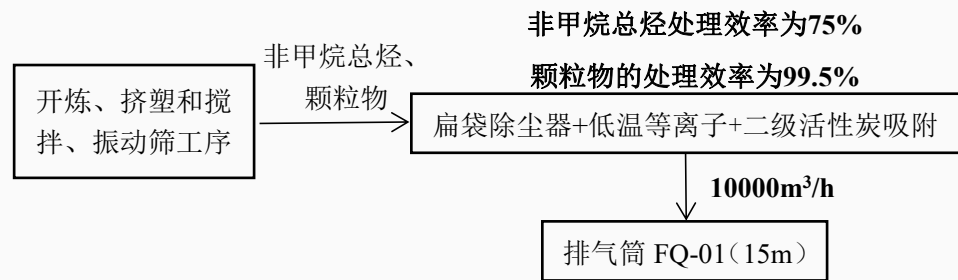 非甲烷总烃处理效率为75%
非甲烷总烃、
颗粒物的处理效率为99.5%
颗粒物
开炼、挤塑和搅
拌、振动筛工序
扁袋除尘器+低温等离子+二级活性炭吸附
10000m³/h
排气筒 FQ-01（15m）